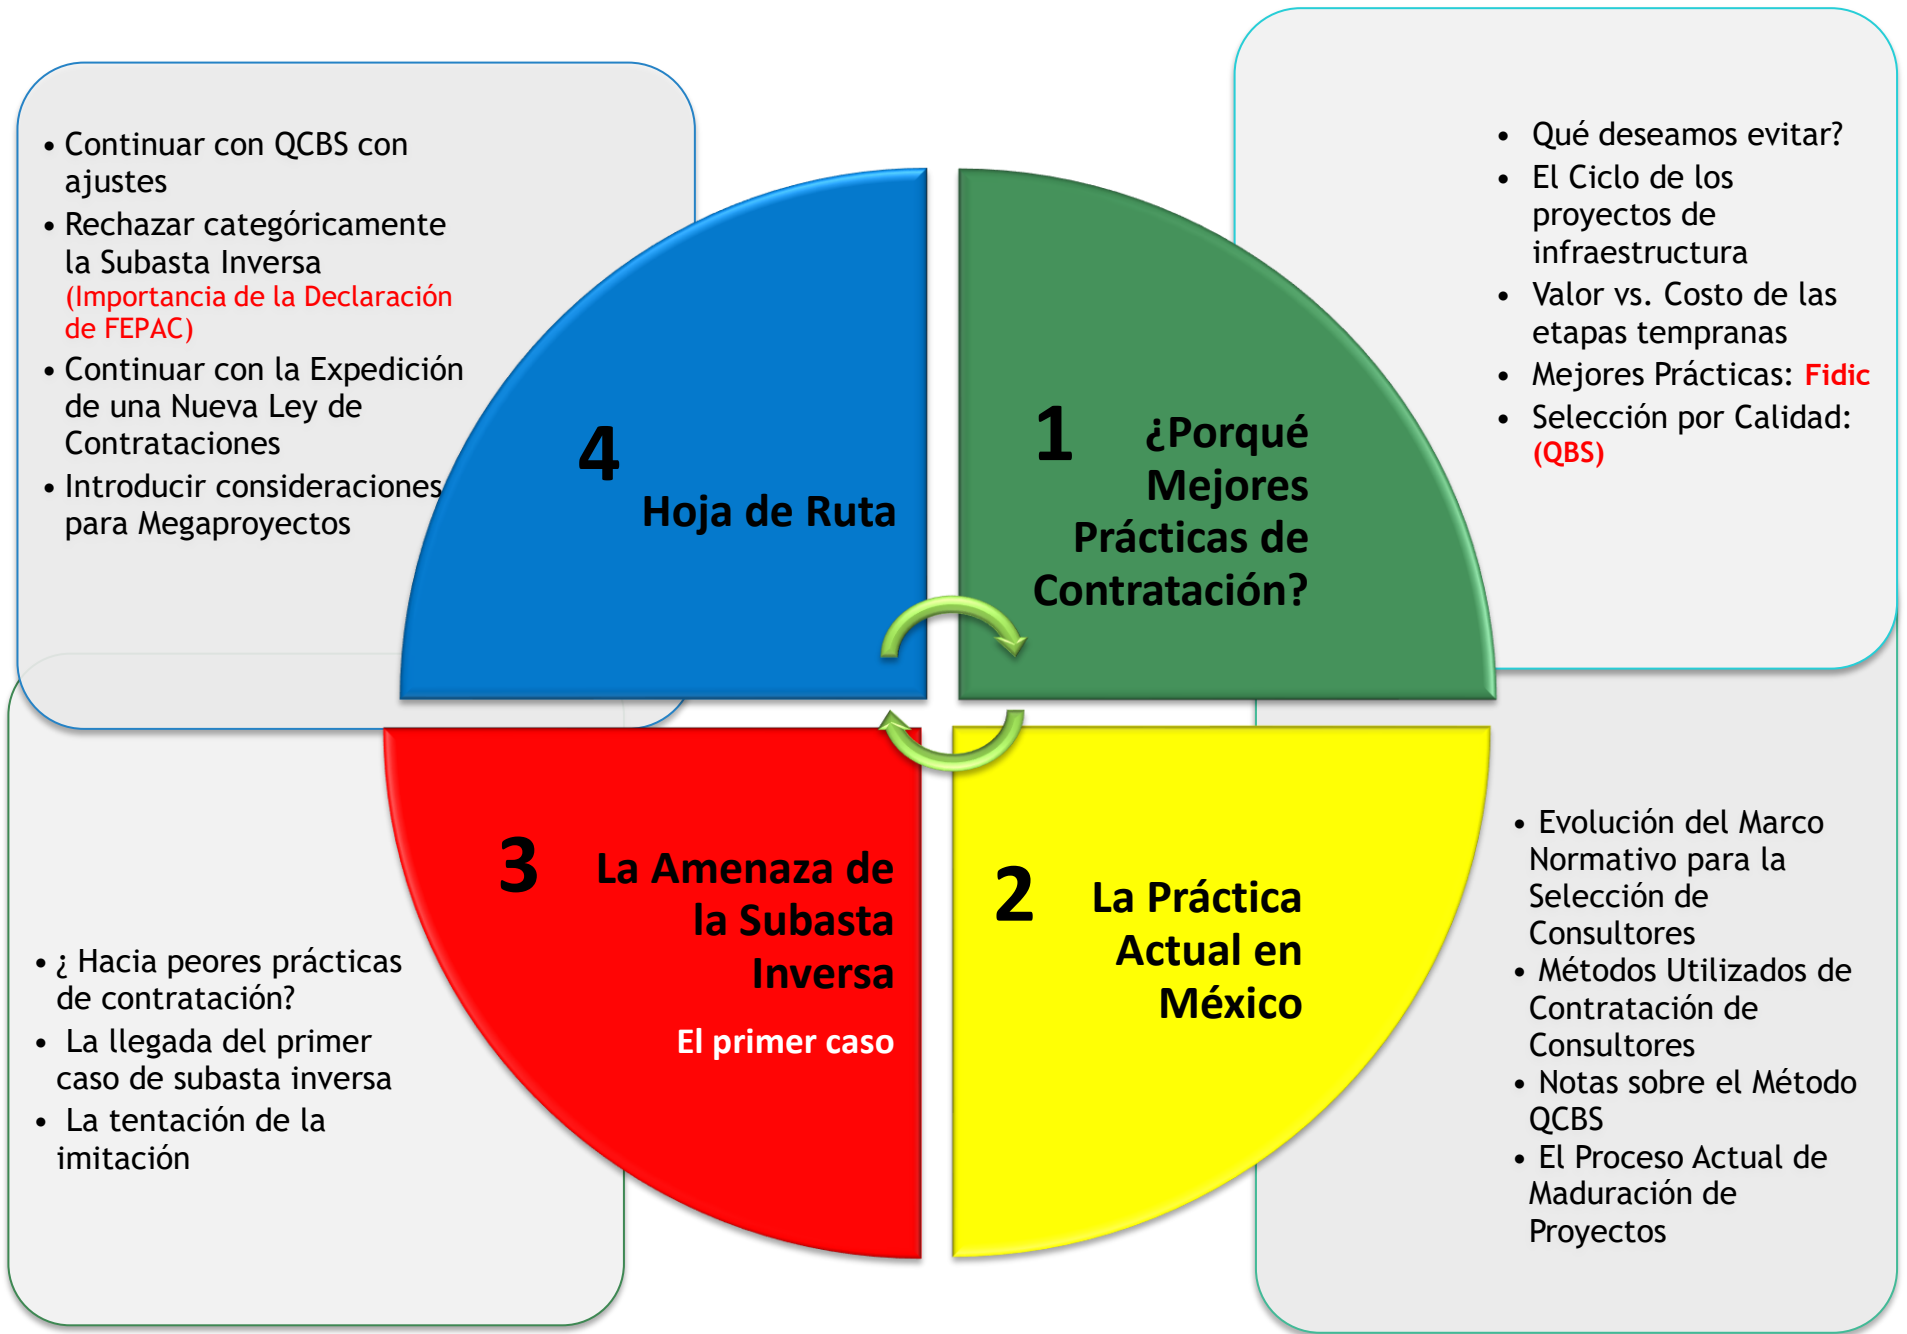 • Continuar con QCBS con
ajustes
• Rechazar categóricamente
la Subasta Inversa
(Importancia de la Declaración
de FEPAC)
• Continuar con la Expedición
de una Nueva Ley de
Contrataciones
• Introducir consideraciones
para Megaproyectos
4
Hoja de Ruta
1 ¿Porqué
Mejores
Prácticas de
Contratación?
• Qué deseamos evitar?
• El Ciclo de los
proyectos de
infraestructura
• Valor vs. Costo de las
etapas tempranas
• Mejores Prácticas: Fidic
• Selección por Calidad:
(QBS)
• ¿ Hacia peores prácticas
de contratación?
• La llegada del primer
caso de subasta inversa
• La tentación de la
imitación
3 La Amenaza de
la Subasta
Inversa
El primer caso
2 La Práctica
Actual en
México
• Evolución del Marco
Normativo para la
Selección de
Consultores
• Métodos Utilizados de
Contratación de
Consultores
• Notas sobre el Método
QCBS
• El Proceso Actual de
Maduración de
Proyectos